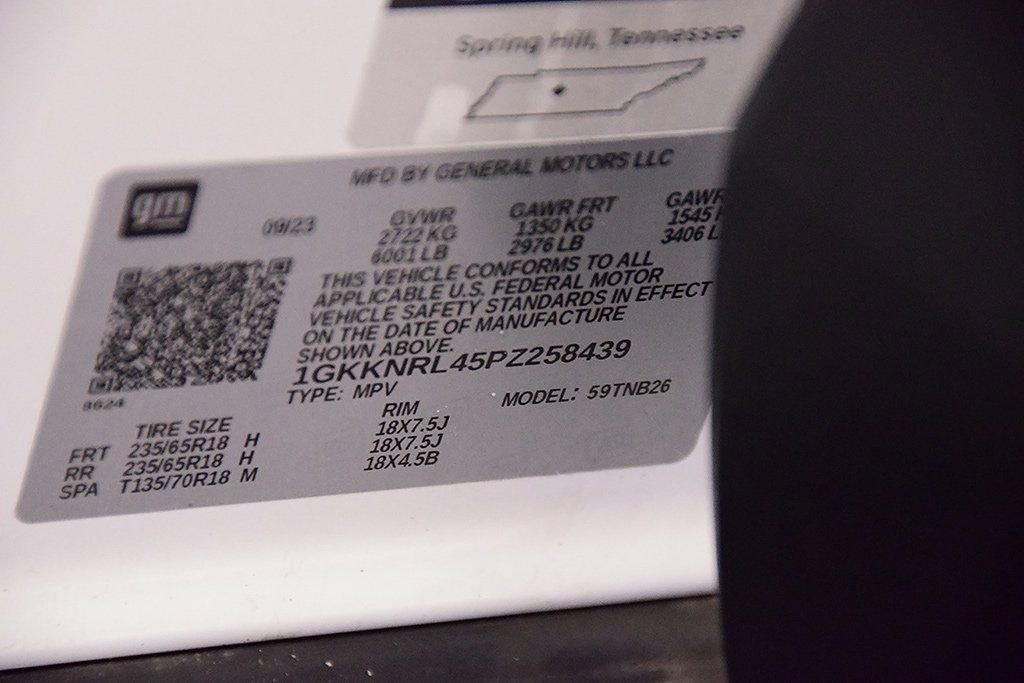 Spring Hill, Tennessee
MFD BY GENERAL MOTORS LLC
gm
09/23
GVWR GAWR FRT GAWR
2722 KG 1350 KG 1545
6001 LB 2976 LB 3406 L
THIS VEHICLE CONFORMS TO ALL
APPLICABLE U.S. FEDERAL MOTOR
VEHICLE SAFETY STANDARDS IN EFFECT
ON THE DATE OF MANUFACTURE
SHOWN ABOVE.
1GKKNRL45PZ258439
TYPE: MPV MODEL: 59TNB26
8624
TIRE SIZE RIM
FRT 235/65R18 H 18X7.5J
RR 235/65R18 H 18X7.5J
SPA T135/70R18 M 18X4.5B